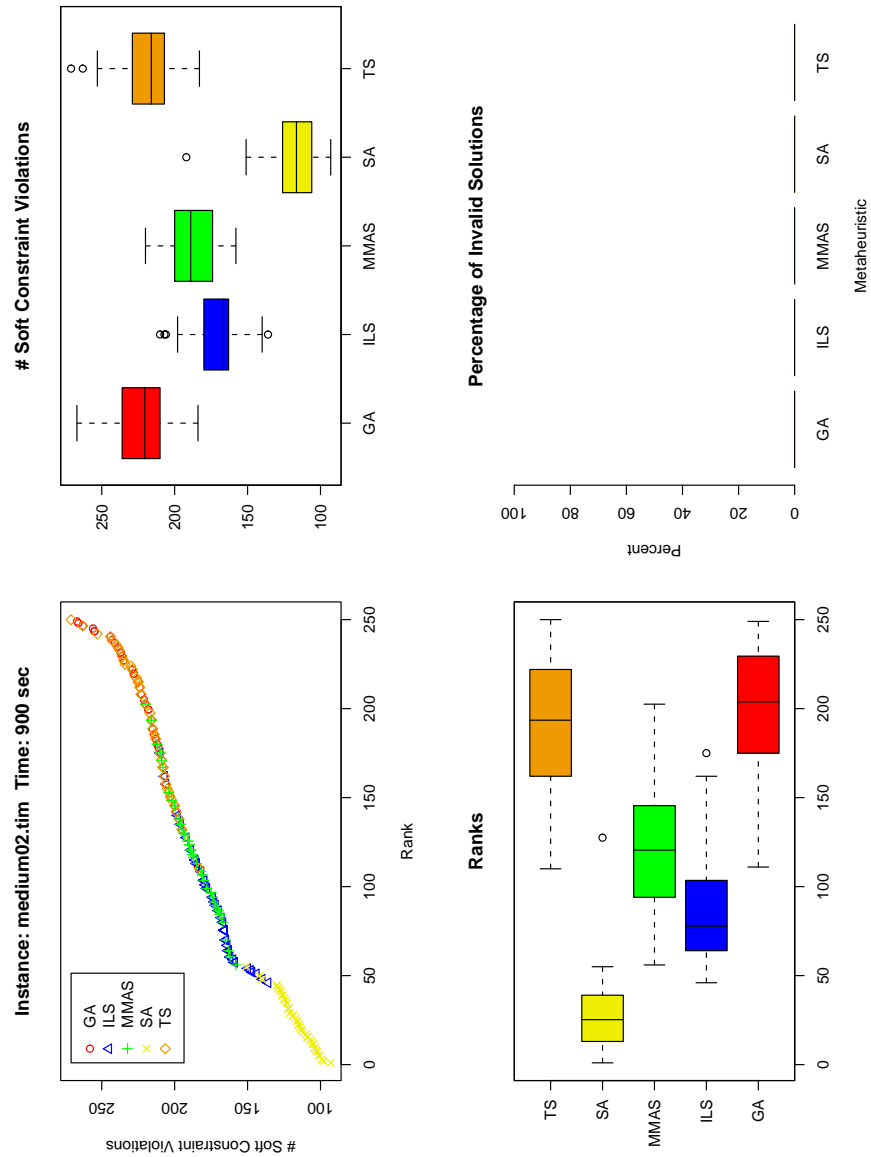 Instance: medium02.tim Time: 900 sec
# Soft Constraint Violations
250
200
150
100
GA
ILS
MMAS
SA
TS
0
50
100
150
200
250
Rank
# Soft Constraint Violations
250
200
150
100
GA
ILS
MMAS
SA
TS
Ranks
TS
SA
MMAS
ILS
GA
0
50
100
150
200
250
Percentage of Invalid Solutions
Percent
100
80
60
40
20
0
GA
ILS
MMAS
SA
TS
Metaheuristic